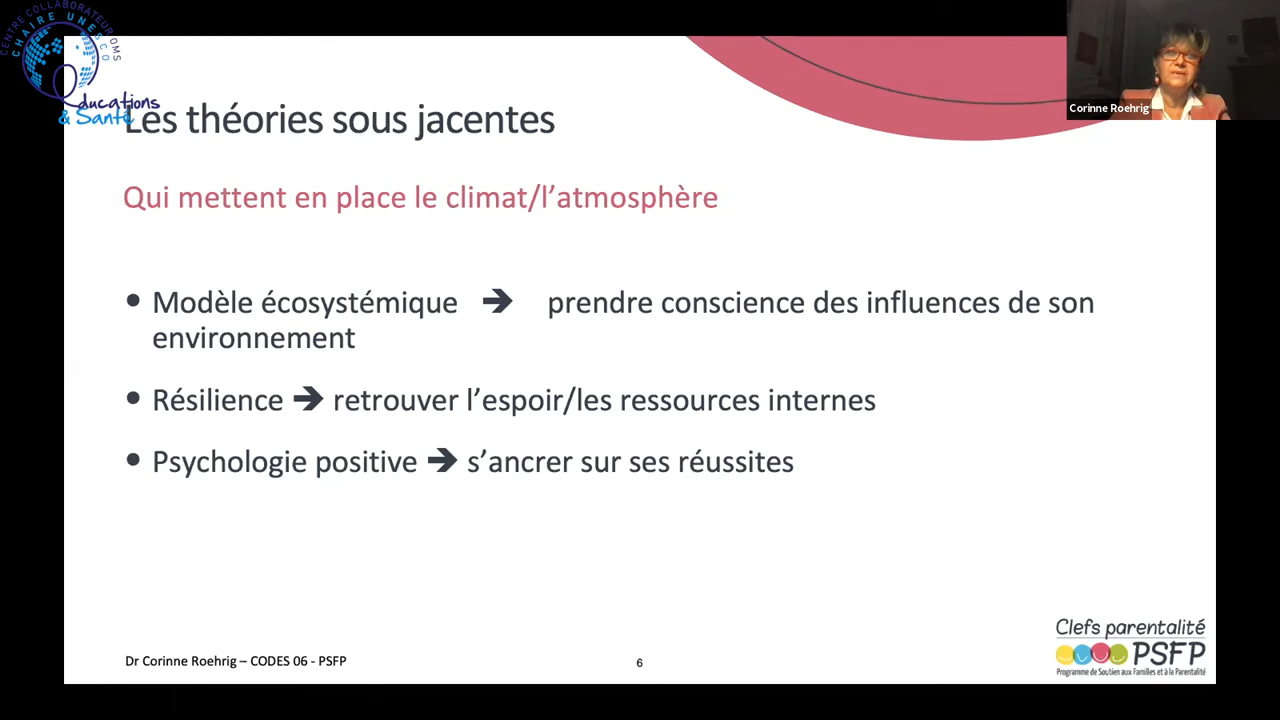 CENTRE COLLABORATEUR OMS
CHAIRE UNESCO
Educations
& Santé
Corinne Roehrig
Les théories sous jacentes
Qui mettent en place le climat/l’atmosphère
• Modèle écosystémique ➔ prendre conscience des influences de son
environnement
• Résilience ➔ retrouver l’espoir/les ressources internes
• Psychologie positive ➔ s’ancrer sur ses réussites
Dr Corinne Roehrig – CODES 06 - PSFP
6
Clefs parentalité
PSFP
Programme de Soutien aux Familles et à la Parentalité